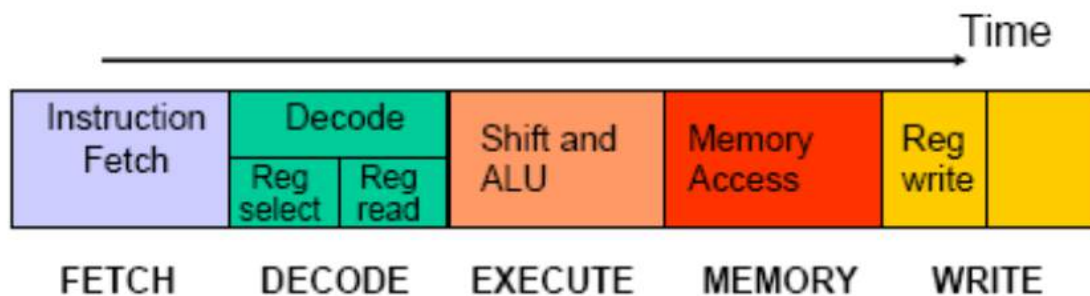 Time
Instruction
Fetch
Decode
Reg
select
Reg
read
Shift and
ALU
Memory
Access
Reg
write
FETCH
DECODE
EXECUTE
MEMORY
WRITE